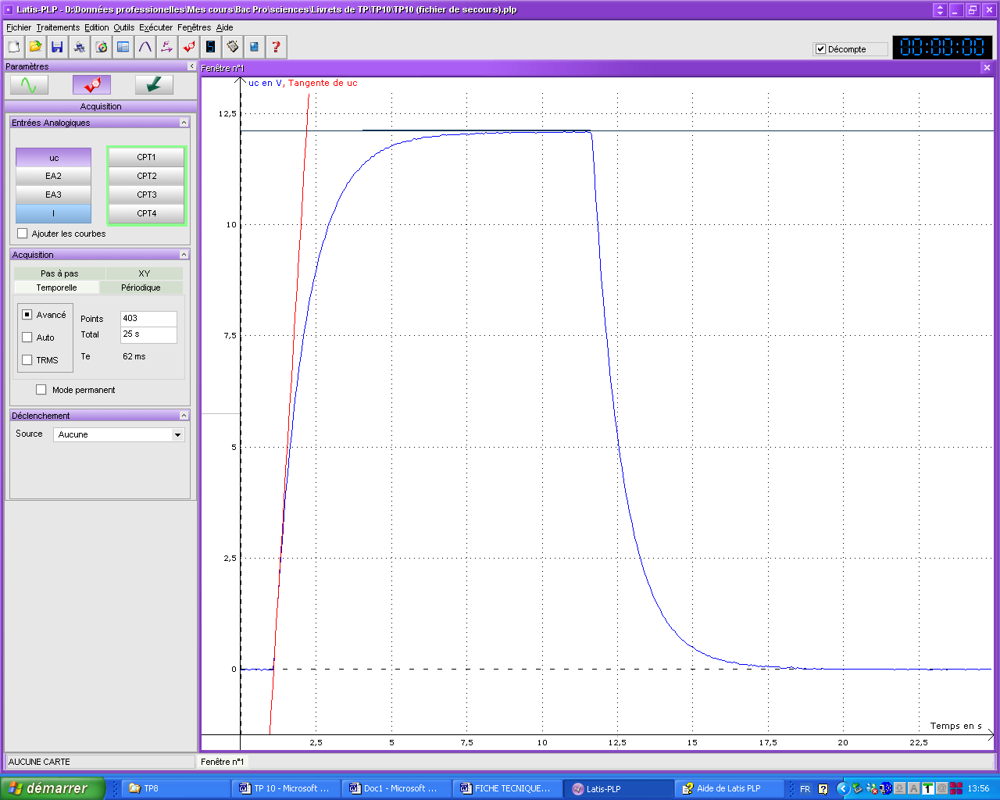 Latis-PLP - D:\Données professionelles\Mes cours\Bac Pro\sciences\Livrets de TP\TP10\TP10 (fichier de secours).plp
Fichier Traitements Edition Outils Exécuter Fenêtres Aide
Décompte 00:00:00
Paramètres
Fenêtre n°1
Acquisition
Entrées Analogiques
uc CPT1
EA2 CPT2
EA3 CPT3
I CPT4
Ajouter les courbes
Acquisition
Pas à pas XY
Temporelle Périodique
Avancé
Auto
TRMS
Points 403
Total 25 s
Te 62 ms
Mode permanent
Déclenchement
Source Aucune
uc en V, Tangente de uc
12,5
10
7,5
5
2,5
0
Temps en s
2,5 5 7,5 10 12,5 15 17,5 20 22,5
AUCUNE CARTE
Fenêtre n°1
démarrer
TP8
TP 10 - Microsoft ...
Doc1 - Microsoft ...
FICHE TECHNIQUE...
Latis-PLP
Aide de Latis PLP
FR
13:56